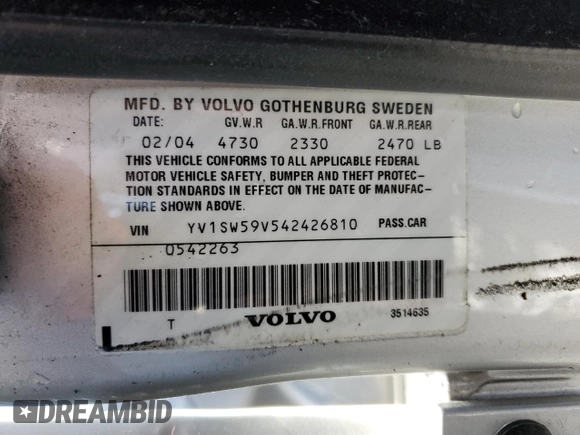 MFD. BY VOLVO GOTHENBURG SWEDEN
DATE: GV.W.R GA.W.R.FRONT GA.W.R.REAR
02/04 4730 2330 2470 LB
THIS VEHICLE CONFORMS TO ALL APPLICABLE FEDERAL
MOTOR VEHICLE SAFETY, BUMPER AND THEFT PROTEC-
TION STANDARDS IN EFFECT ON THE DATE OF MANUFAC-
TURE SHOWN ABOVE.
VIN YV1SW59V542426810 PASS.CAR
0542263
T VOLVO 3514635
DREAMBID